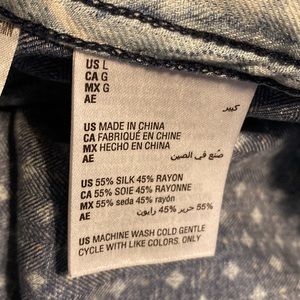 US L
CA G
MX G
AE كبير
US MADE IN CHINA
CA FABRIQUÉ EN CHINE
MX HECHO EN CHINA
AE صنع في الصين
US 55% SILK 45% RAYON
CA 55% SOIE 45% RAYONNE
MX 55% seda 45% rayón
AE 55% حرير 45% رايون
US MACHINE WASH COLD GENTLE
CYCLE WITH LIKE COLORS. ONLY